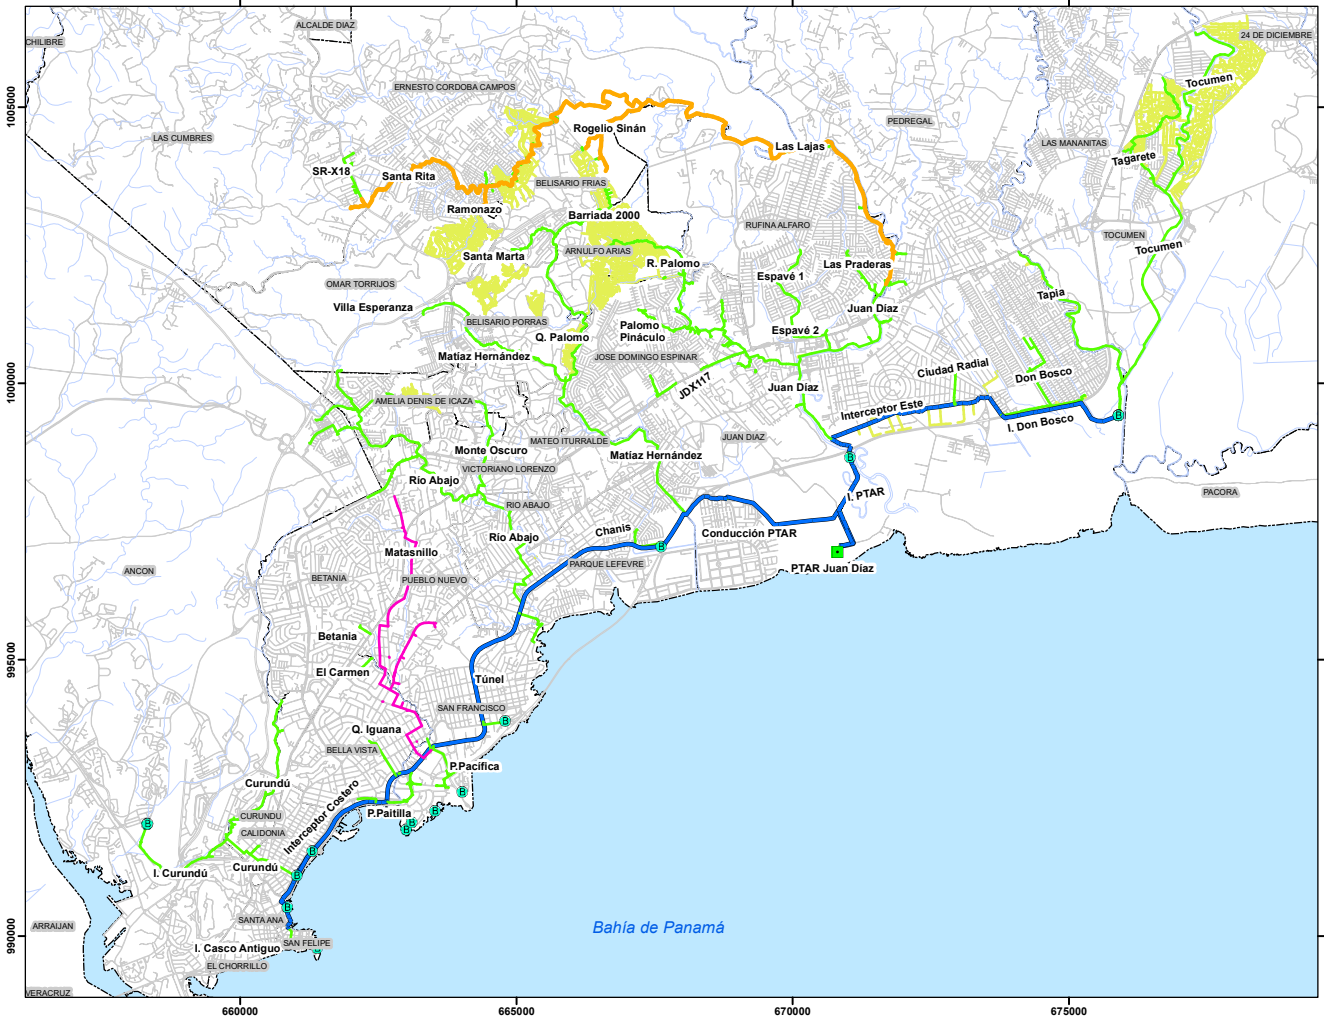 ALCALDE DIAZ
24 DE DICIEMBRE
CHILIBRE
Tocumen
ERNESTO CORDOBA CAMPOS
1005000
PEDREGAL
Rogelio Sinán
LAS CUMBRES
LAS MANANITAS
Las Lajas
Tagarete
SR-X18
Santa Rita
BELISARIO FRIAS
Ramonazo
Barriada 2000
RUFINA ALFARO
TOCUMEN
Tocumen
ARNULFO ARIAS
Santa Marta
R. Palomo
Las Praderas
Espavé 1
OMAR TORRIJOS
Tapia
Villa Esperanza
Juan Díaz
BELISARIO PORRAS
Palomo
Pináculo
Espavé 2
Q. Palomo
Matíaz Hernández
JOSE DOMINGO ESPINAR
Ciudad Radial
Don Bosco
1000000
JDX117
Juan Díaz
AMELIA DENIS DE ICAZA
Interceptor Este
I. Don Bosco
B
MATEO ITURRALDE
JUAN DIAZ
Monte Oscuro
Matíaz Hernández
B
VICTORIANO LORENZO
Río Abajo
I. PTAR
PACORA
RIO ABAJO
Chanis
Conducción PTAR
Río Abajo
B
Matasnillo
PARQUE LEFEVRE
PTAR Juan Díaz
ANCON
BETANIA
PUEBLO NUEVO
Betania
995000
El Carmen
Túnel
SAN FRANCISCO
B
Q. Iguana
BELLA VISTA
P.Pacífica
Curundú
B
Interceptor Costero
P.Paitilla
B
CURUNDU
B
B
B
CALIDONIA
B
Curundú
I. Curundú
B
B
SANTA ANA
ARRAIJAN
Bahía de Panamá
990000
SAN FELIPE
I. Casco Antiguo
EL CHORRILLO
VERACRUZ
660000
665000
670000
675000